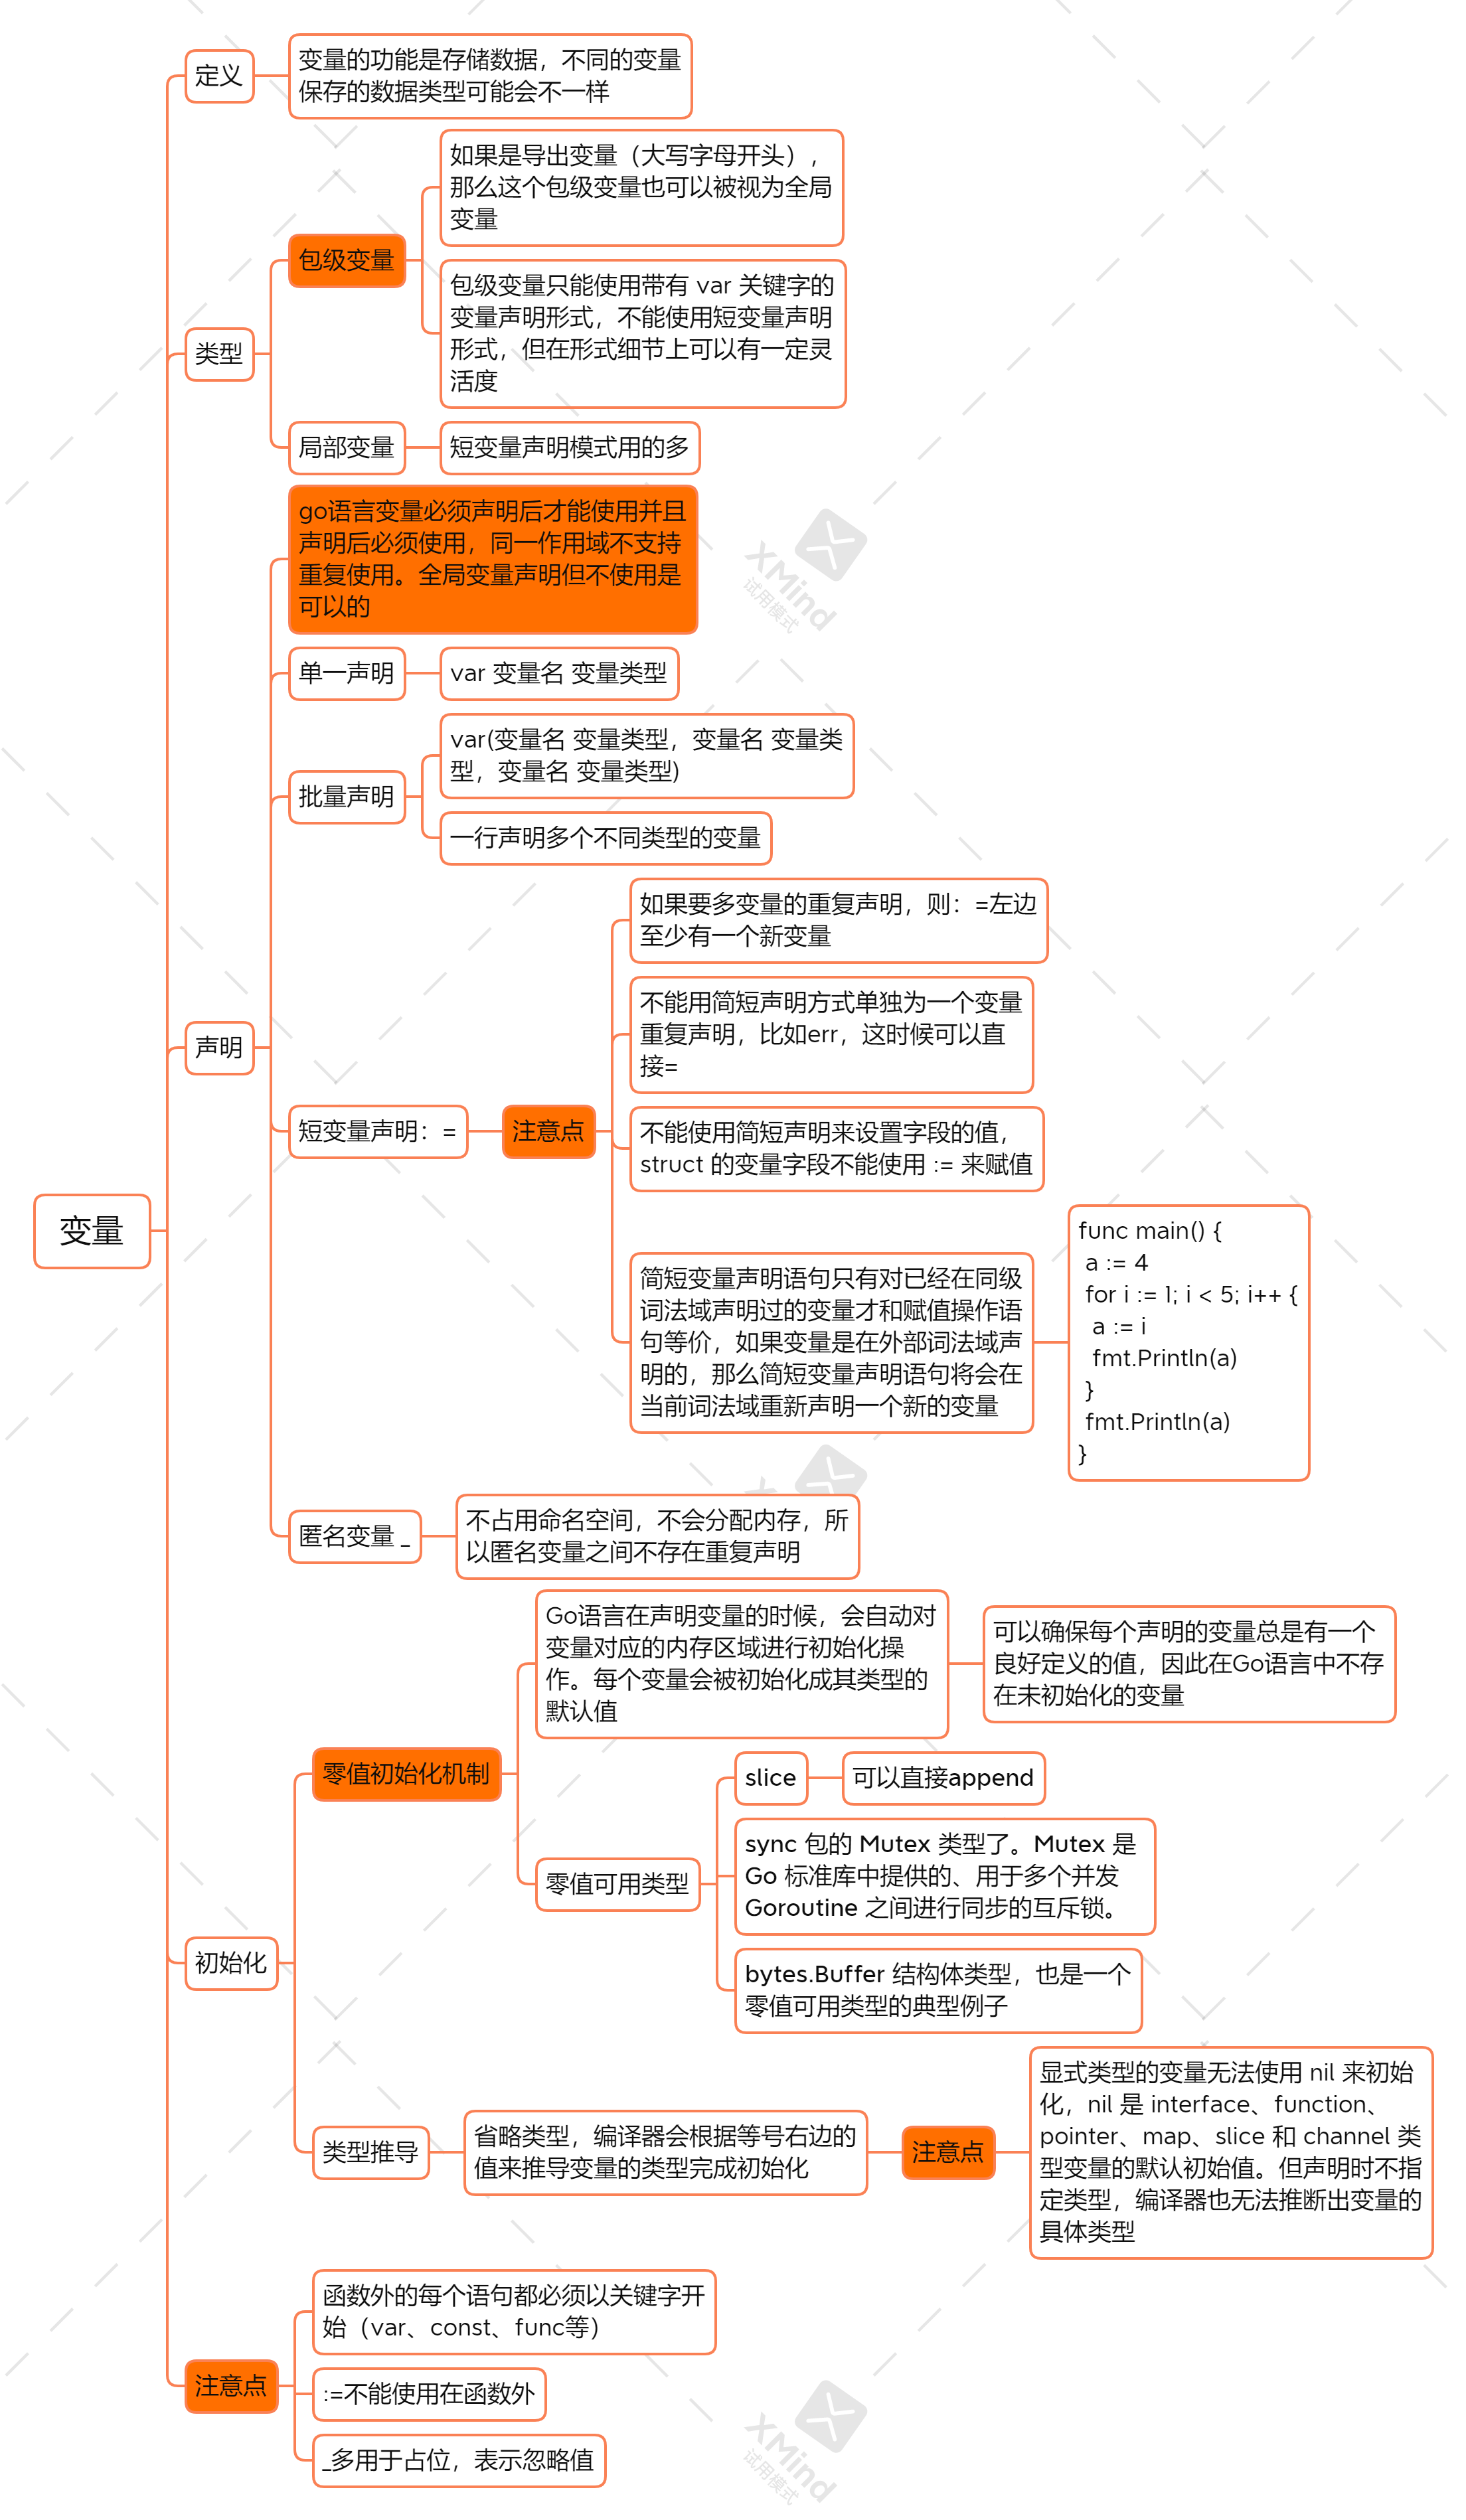 变量
定义
变量的功能是存储数据，不同的变量
保存的数据类型可能会不一样
类型
包级变量
如果是导出变量（大写字母开头），
那么这个包级变量也可以被视为全局
变量
包级变量只能使用带有 var 关键字的
变量声明形式，不能使用短变量声明
形式，但在形式细节上可以有一定灵
活度
局部变量
短变量声明模式用的多
声明
go语言变量必须声明后才能使用并且
声明后必须使用，同一作用域不支持
重复使用。全局变量声明但不使用是
可以的
单一声明
var 变量名 变量类型
批量声明
var(变量名 变量类型，变量名 变量类
型，变量名 变量类型)
一行声明多个不同类型的变量
短变量声明：=
注意点
如果要多变量的重复声明，则：=左边
至少有一个新变量
不能用简短声明方式单独为一个变量
重复声明，比如err，这时候可以直
接=
不能使用简短声明来设置字段的值，
struct 的变量字段不能使用 := 来赋值
简短变量声明语句只有对已经在同级
词法域声明过的变量才和赋值操作语
句等价，如果变量是在外部词法域声
明的，那么简短变量声明语句将会在
当前词法域重新声明一个新的变量
func main() {
a := 4
for i := 1; i < 5; i++ {
a := i
fmt.Println(a)
}
fmt.Println(a)
}
匿名变量 _
不占用命名空间，不会分配内存，所
以匿名变量之间不存在重复声明
初始化
零值初始化机制
Go语言在声明变量的时候，会自动对
变量对应的内存区域进行初始化操
作。每个变量会被初始化成其类型的
默认值
可以确保每个声明的变量总是有一个
良好定义的值，因此在Go语言中不存
在未初始化的变量
零值可用类型
slice
可以直接append
sync 包的 Mutex 类型了。Mutex 是
Go 标准库中提供的、用于多个并发
Goroutine 之间进行同步的互斥锁。
bytes.Buffer 结构体类型，也是一个
零值可用类型的典型例子
类型推导
省略类型，编译器会根据等号右边的
值来推导变量的类型完成初始化
注意点
显式类型的变量无法使用 nil 来初始
化，nil 是 interface、function、
pointer、map、slice 和 channel 类
型变量的默认初始值。但声明时不指
定类型，编译器也无法推断出变量的
具体类型
注意点
函数外的每个语句都必须以关键字开
始（var、const、func等）
:=不能使用在函数外
_多用于占位，表示忽略值
XMind
试用模式
XMind
试用模式